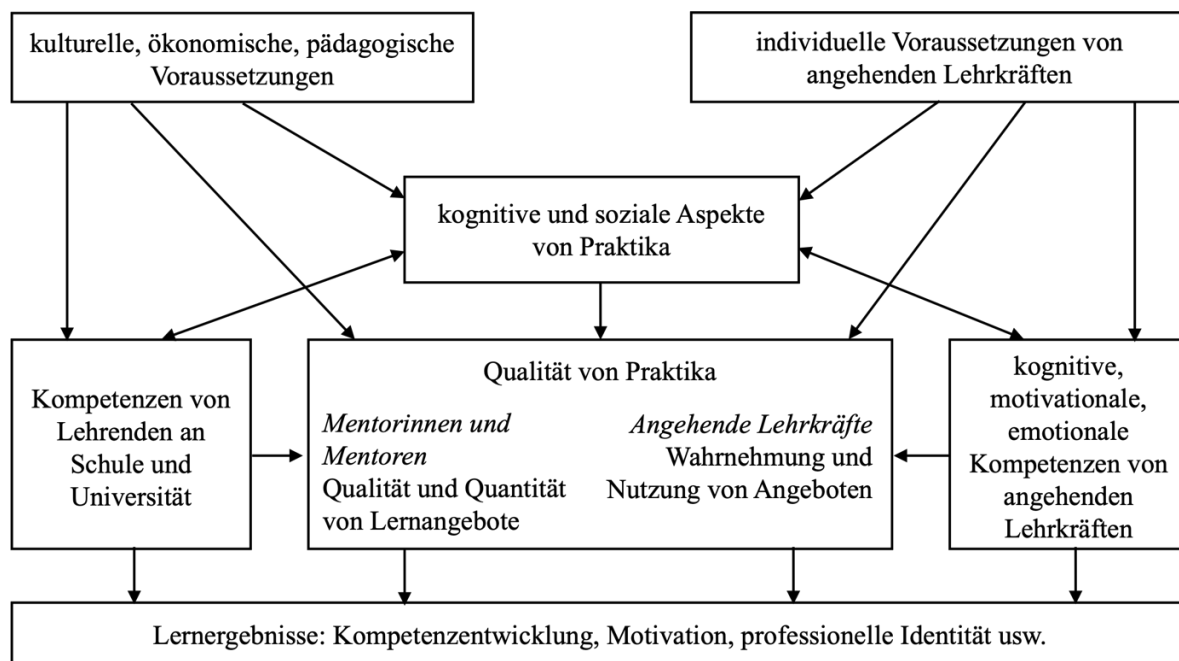 kulturelle, ökonomische, pädagogische
Voraussetzungen
individuelle Voraussetzungen von
angehenden Lehrkräften
kognitive und soziale Aspekte
von Praktika
Kompetenzen von
Lehrenden an
Schule und
Universität
Qualität von Praktika
Mentorinnen und
Mentoren
Qualität und Quantität
von Lernangebote
Angehende Lehrkräfte
Wahrnehmung und
Nutzung von Angeboten
kognitive,
motivationale,
emotionale
Kompetenzen von
angehenden
Lehrkräften
Lernergebnisse: Kompetenzentwicklung, Motivation, professionelle Identität usw.